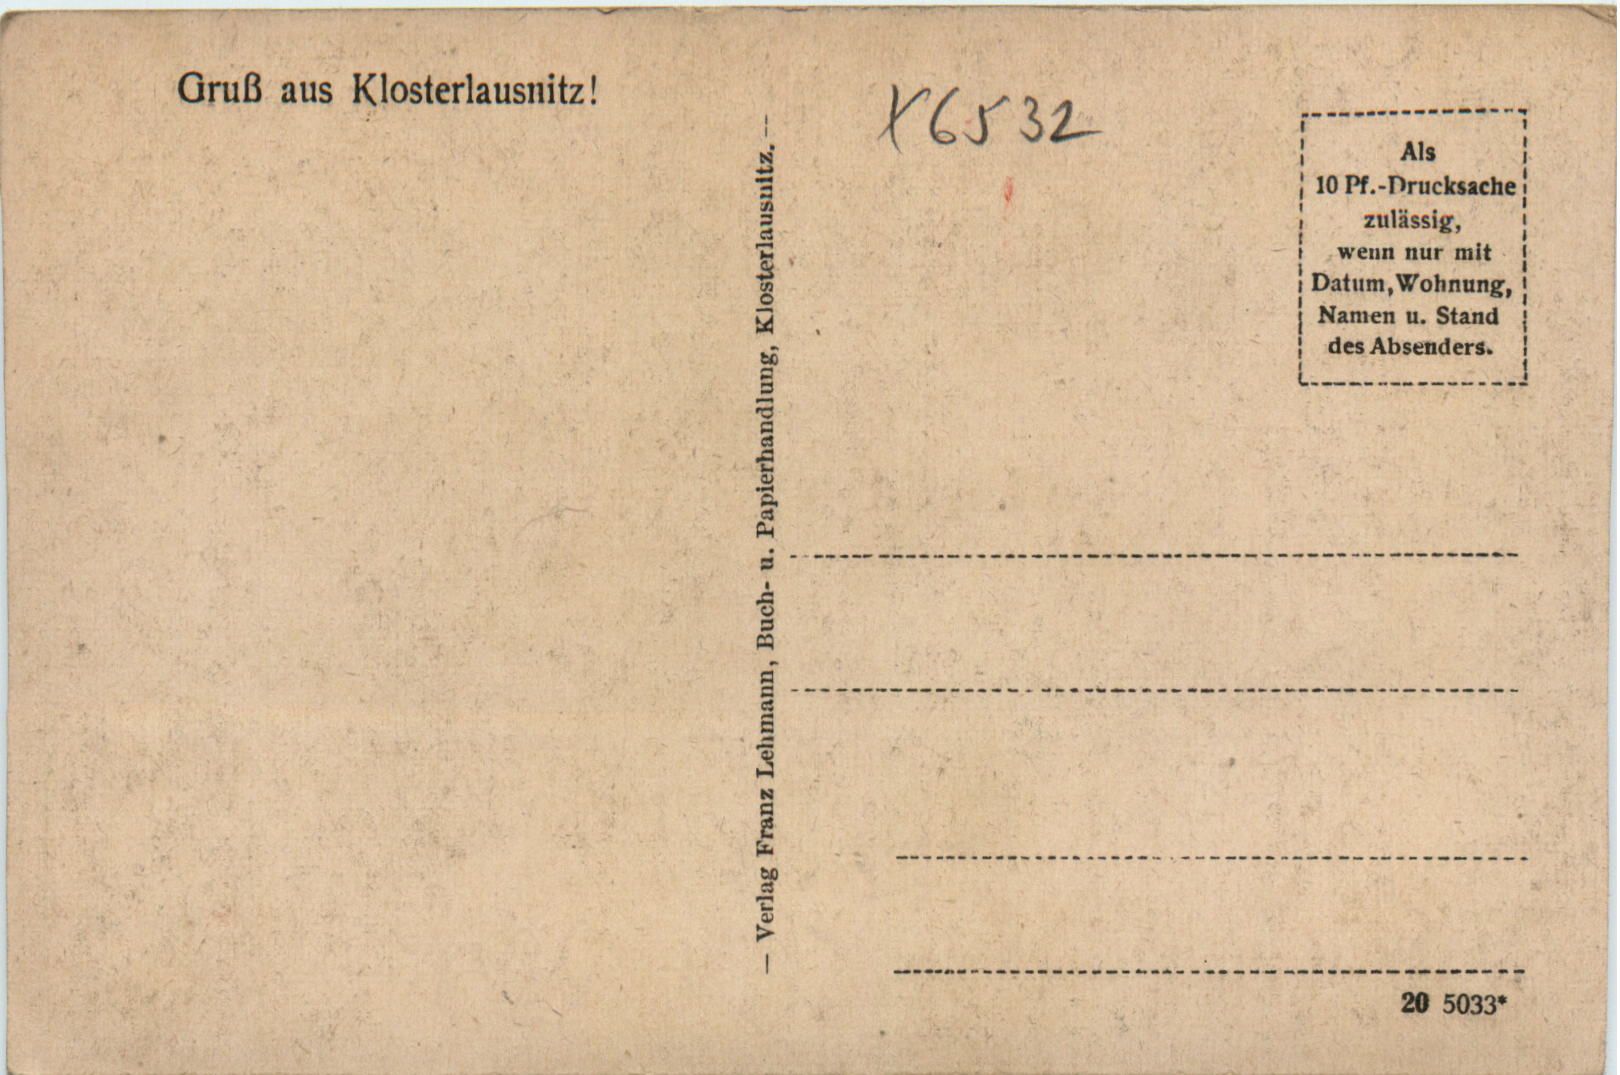 Gruß aus Klosterlausnitz!
X6532
Als
10 Pf.-Drucksache
zulässig,
wenn nur mit
Datum, Wohnung,
Namen u. Stand
des Absenders.
— Verlag Franz Lehmann, Buch- u. Papierhandlung, Klosterlausnitz. —
20 5033*